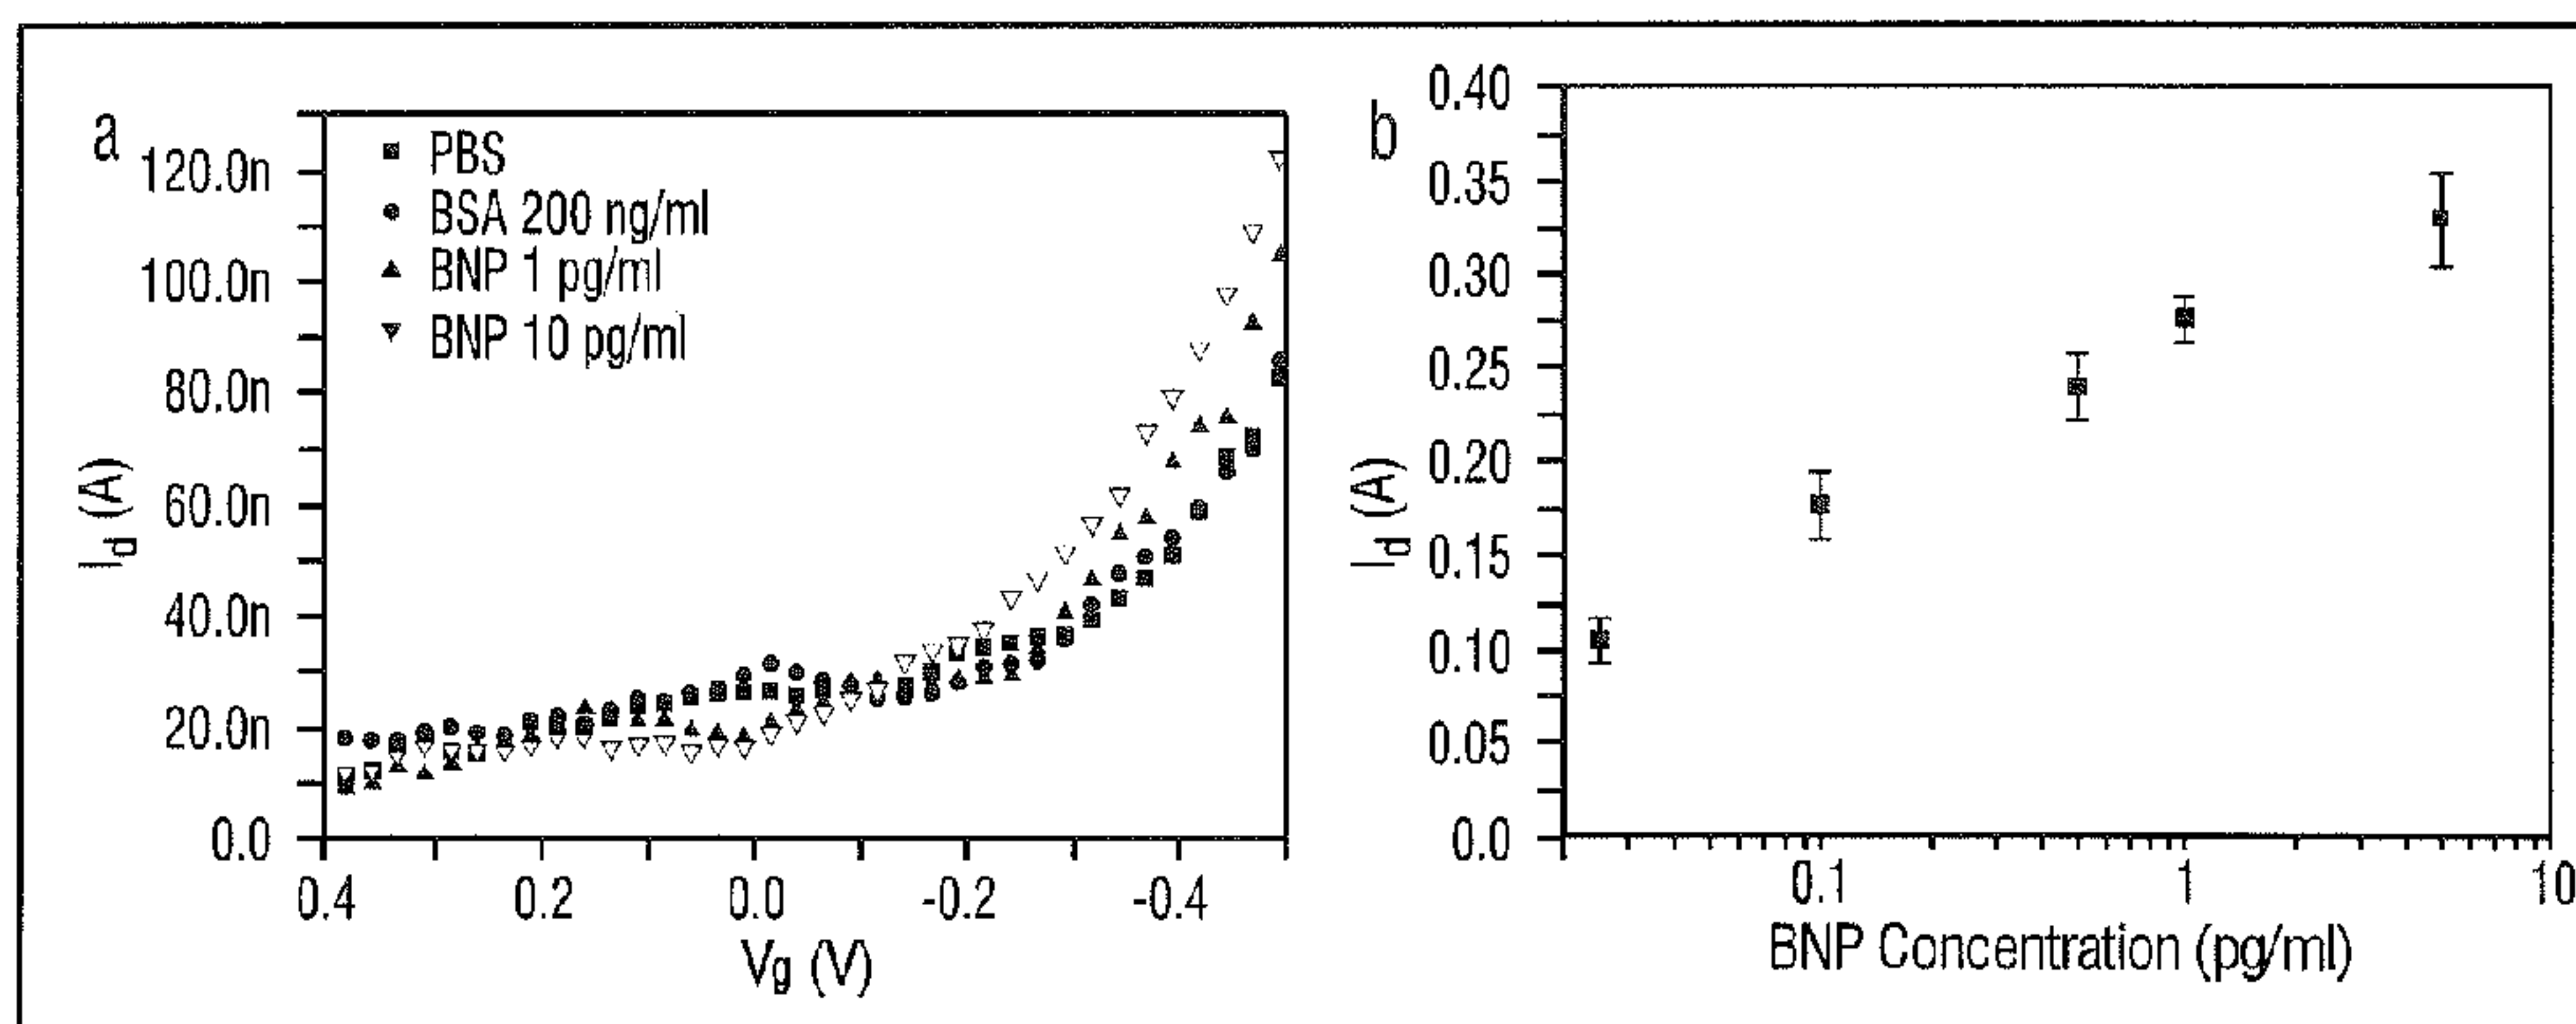 a
PBS
BSA 200 ng/ml
BNP 1 pg/ml
BNP 10 pg/ml
120.0n
100.0n
80.0n
60.0n
40.0n
20.0n
0.0
Id (A)
0.4
0.2
0.0
-0.2
-0.4
Vg (V)
b
0.40
0.35
0.30
0.25
0.20
0.15
0.10
0.05
0.0
Id (A)
0.1
1
10
BNP Concentration (pg/ml)